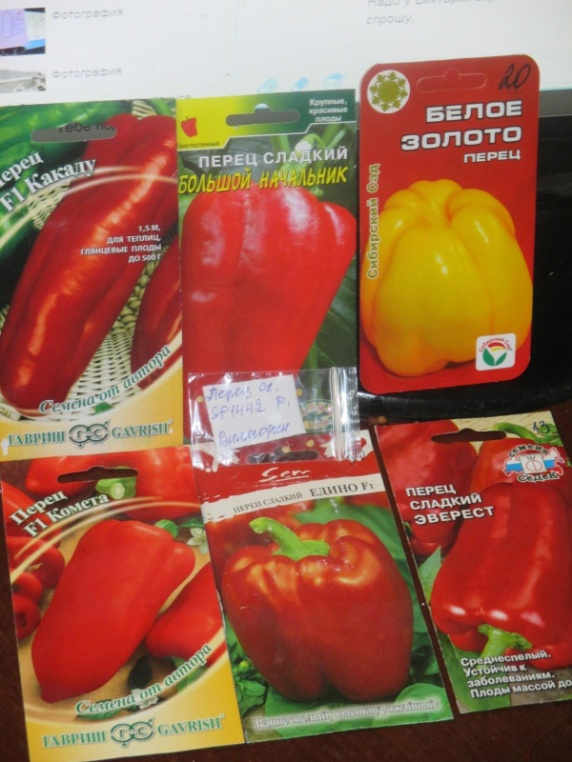 Фотография
Фотография
спрошу.
Перец
F1 Какаду
1,5 М,
ДЛЯ ТЕПЛИЦ,
ГЛЯНЦЕВЫЕ ПЛОДЫ
ДО 500 Г
Семена от автора
ГАВРИШ GAVRISH
Крупные,
красивые
плоды
ПЕРЕЦ СЛАДКИЙ
БОЛЬШОЙ НАЧАЛЬНИК
20
БЕЛОЕ
ЗОЛОТО
ПЕРЕЦ
Сибирский Сад
Перец сл.
SP1442 F1
Перец
F1 Комета
Семена от автора
ГАВРИШ GAVRISH
ПЕРЕЦ СЛАДКИЙ ЕДИНО F1
13
СеДеК
ПЕРЕЦ
СЛАДКИЙ
ЭВЕРЕСТ
Среднеспелый.
Устойчив к
заболеваниям.
Плоды массой до